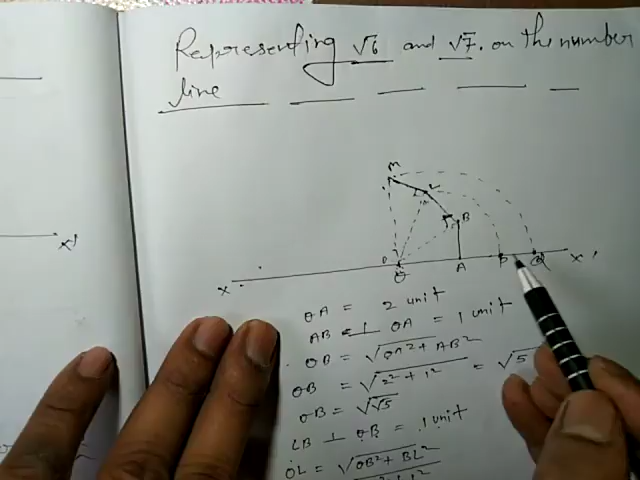 Representing √6 and √7. on the number
line
M
L
B
O
A
P
Q
X
X'
X'
OA = 2 unit
AB ⊥ OA = 1 unit
OB = √OA²+AB²
OB = √2²+1² = √5
OB = √√5
LB ⊥ OB = 1 unit
OL = √OB²+BL²